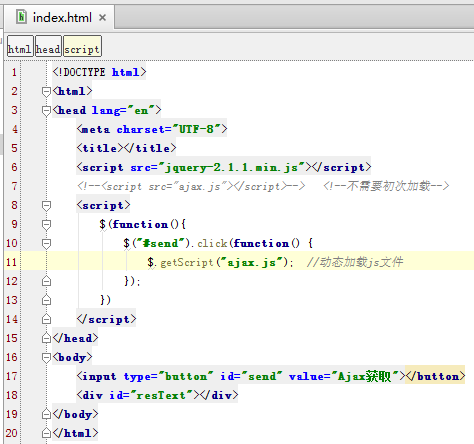 index.html
html head script
1 <!DOCTYPE html>
2 <html>
3 <head lang="en">
4 <meta charset="UTF-8">
5 <title></title>
6 <script src="jquery-2.1.1.min.js"></script>
7 <!--<script src="ajax.js"></script>--> <!--不需要初次加载-->
8 <script>
9 $(function(){
10 $("#send").click(function() {
11 $.getScript("ajax.js"); //动态加载js文件
12 });
13 })
14 </script>
15 </head>
16 <body>
17 <input type="button" id="send" value="Ajax获取"></button>
18 <div id="resText"></div>
19 </body>
20 </html>